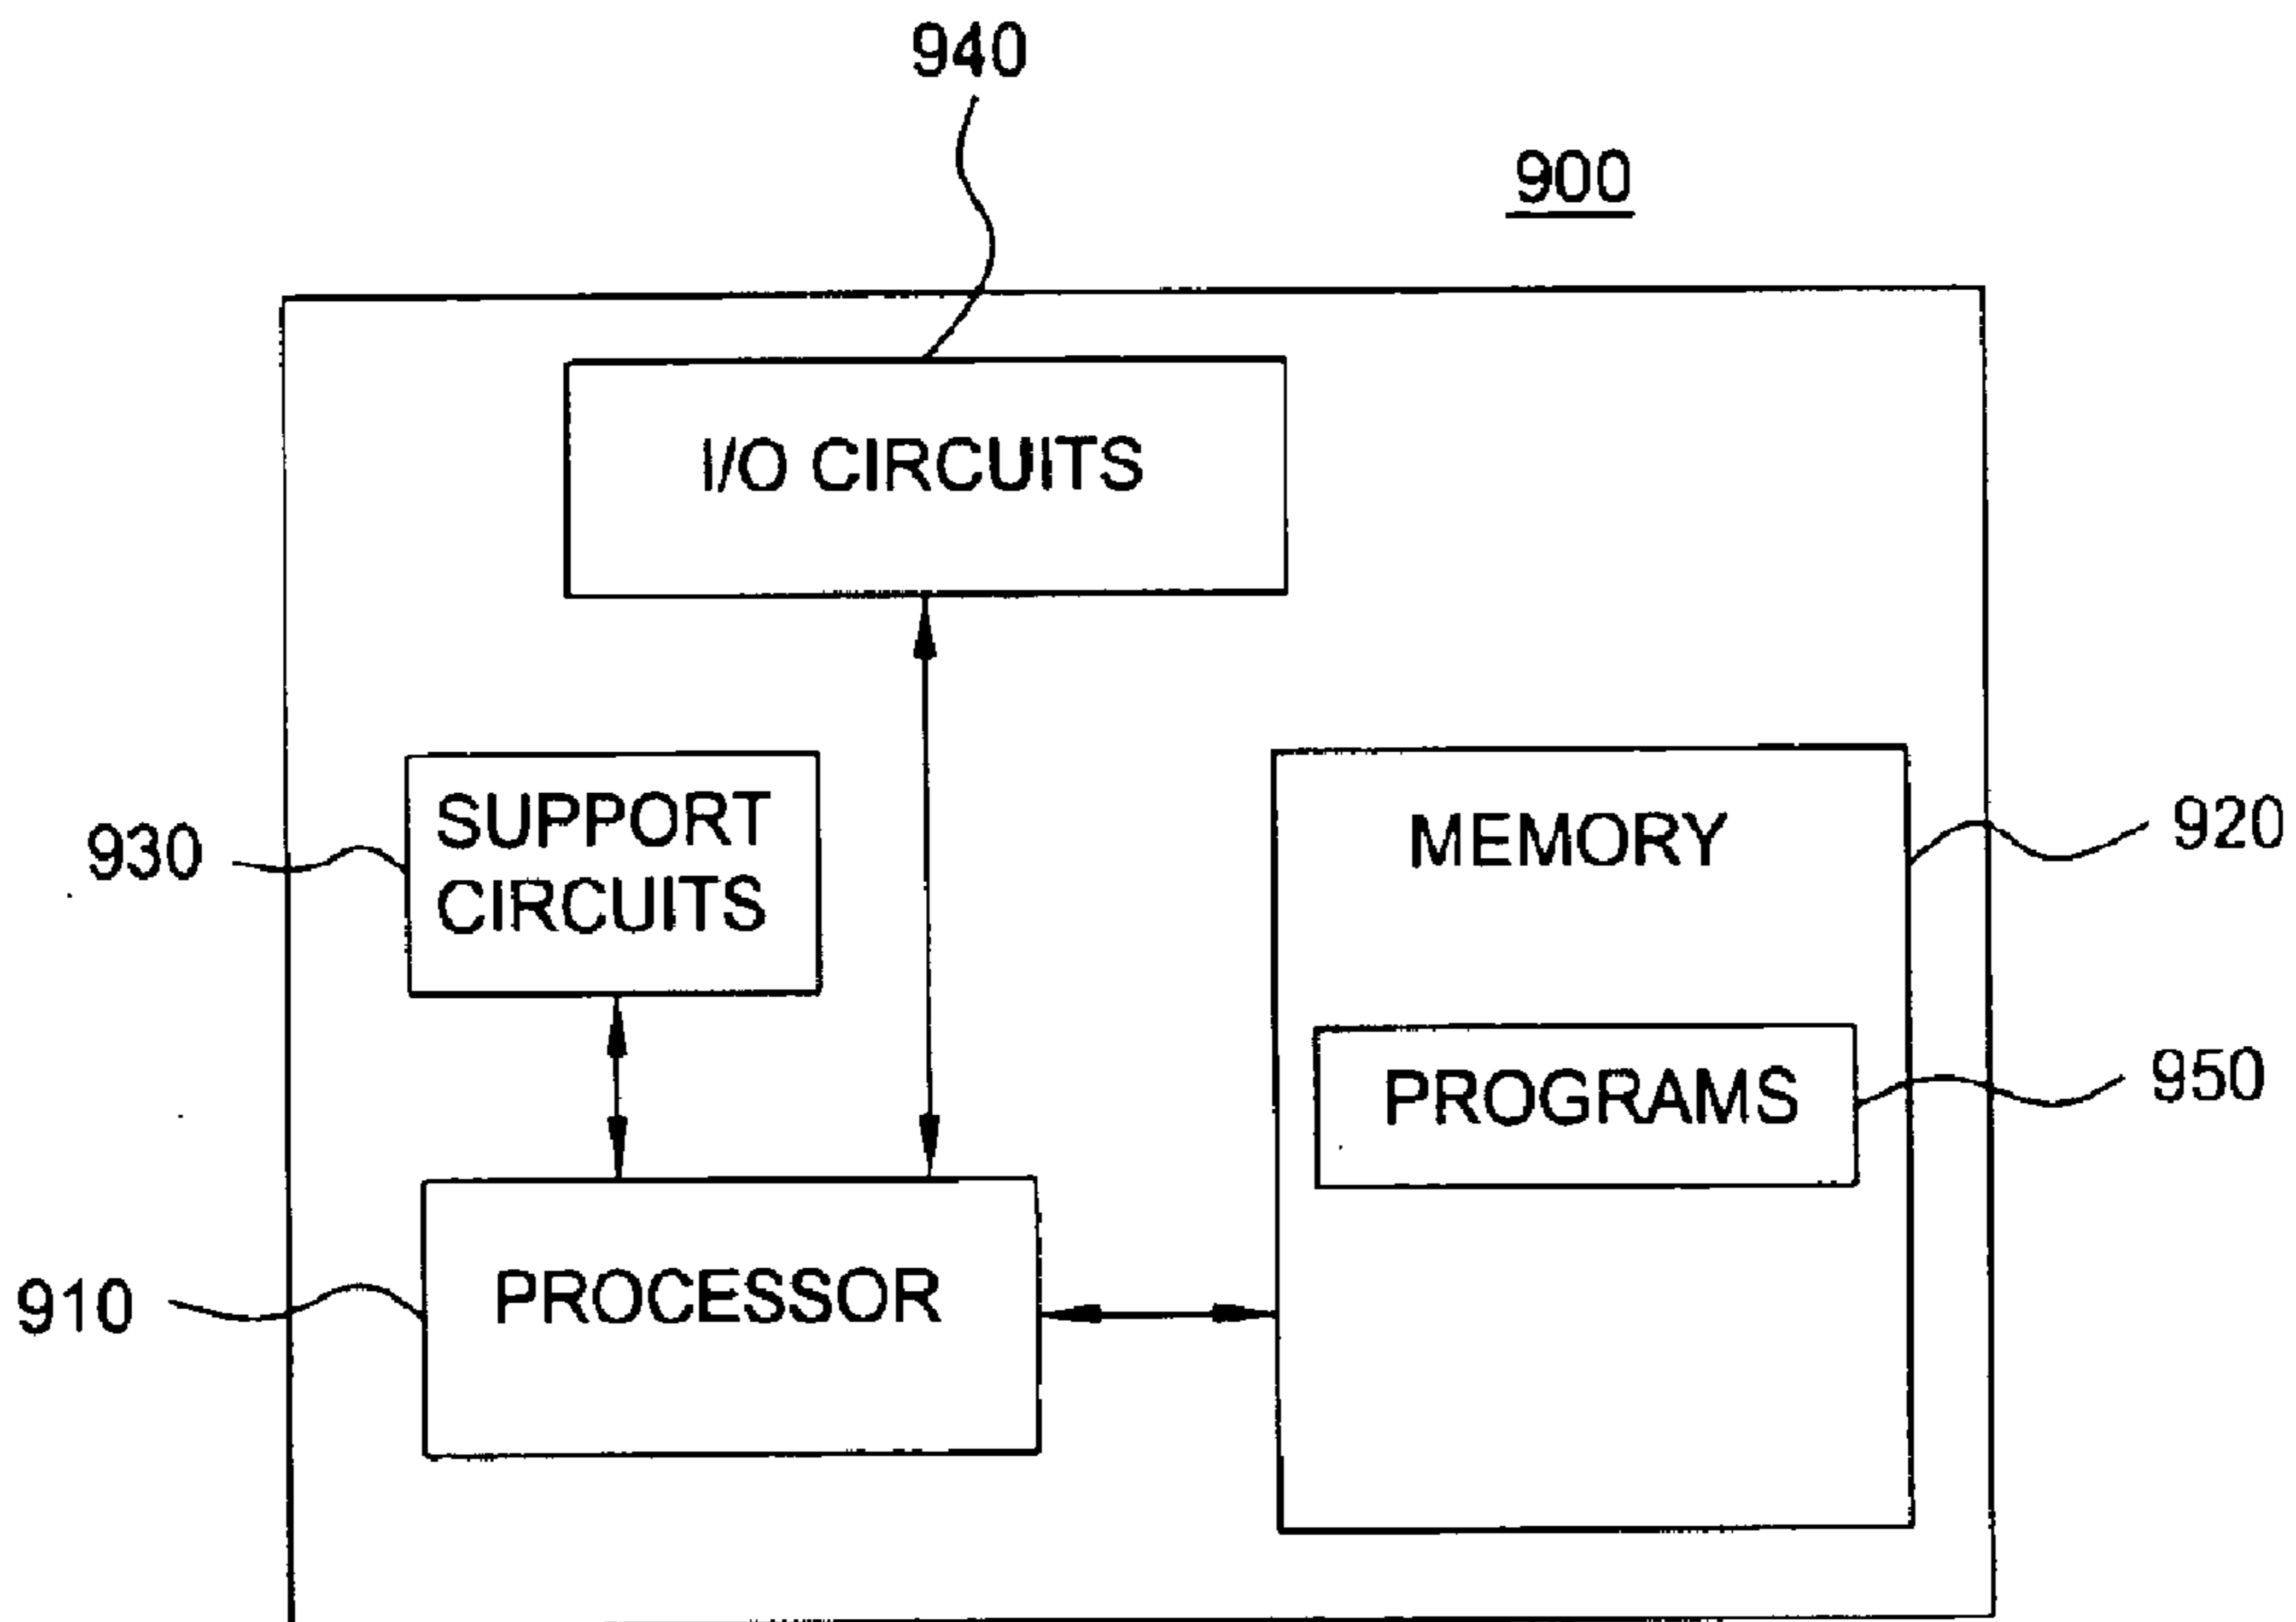 940
900
I/O CIRCUITS
SUPPORT
CIRCUITS
930
MEMORY
920
PROGRAMS
950
PROCESSOR
910